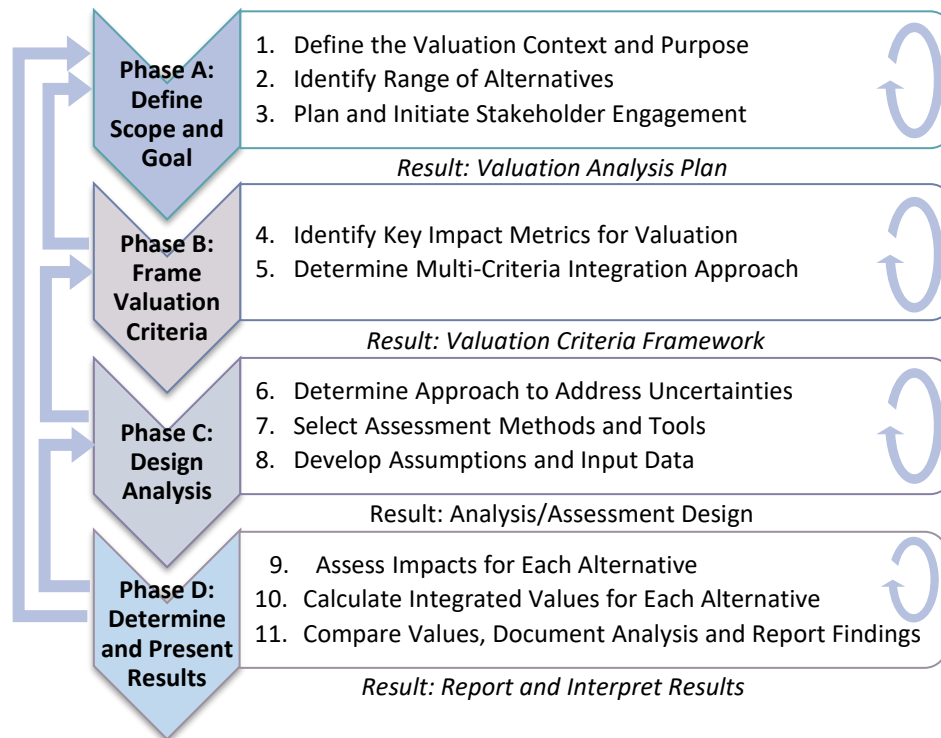 Phase A:
Define
Scope and
Goal
1. Define the Valuation Context and Purpose
2. Identify Range of Alternatives
3. Plan and Initiate Stakeholder Engagement
Result: Valuation Analysis Plan
Phase B:
Frame
Valuation
Criteria
4. Identify Key Impact Metrics for Valuation
5. Determine Multi-Criteria Integration Approach
Result: Valuation Criteria Framework
Phase C:
Design
Analysis
6. Determine Approach to Address Uncertainties
7. Select Assessment Methods and Tools
8. Develop Assumptions and Input Data
Result: Analysis/Assessment Design
Phase D:
Determine
and Present
Results
9. Assess Impacts for Each Alternative
10. Calculate Integrated Values for Each Alternative
11. Compare Values, Document Analysis and Report Findings
Result: Report and Interpret Results